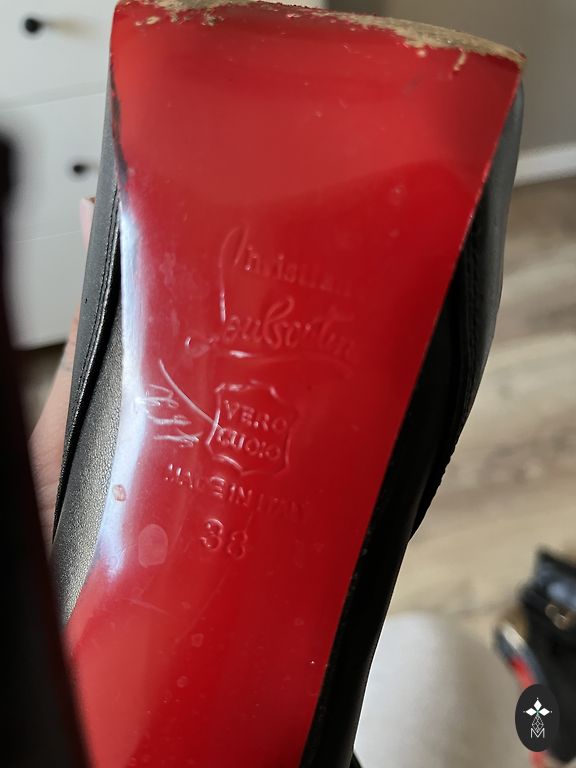 Christian
Louboutin
VERO
CUOIO
MADE IN ITALY
38
M